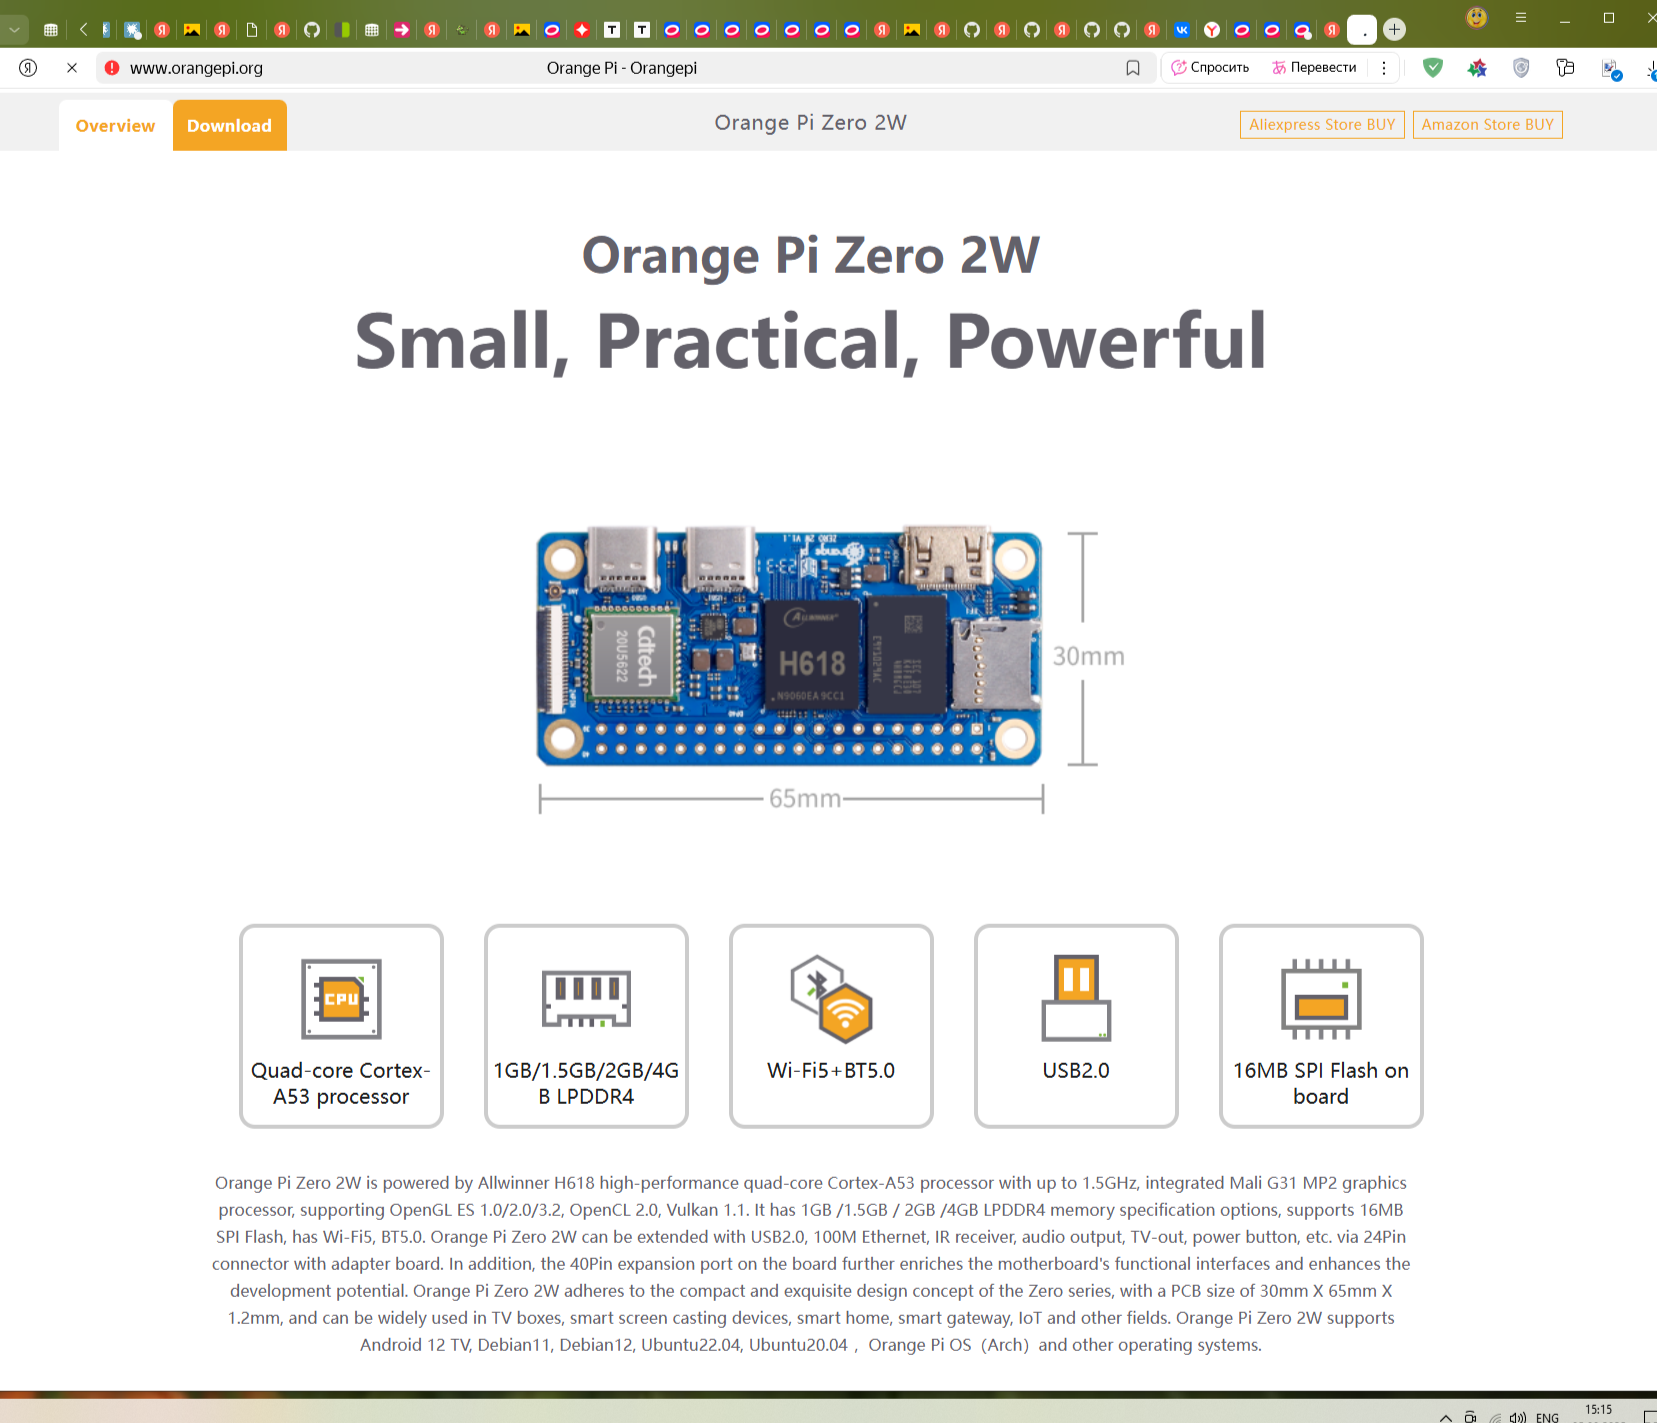 www.orangepi.org
Orange Pi - Orangepi
Спросить
Перевести
Overview
Download
Orange Pi Zero 2W
Aliexpress Store BUY
Amazon Store BUY
Orange Pi Zero 2W
Small, Practical, Powerful
Cdtech
20U5622
ALLWINNER
H618
N9060EA 9CC1
30mm
65mm
CPU
Quad-core Cortex-
A53 processor
1GB/1.5GB/2GB/4G
B LPDDR4
Wi-Fi5+BT5.0
USB2.0
16MB SPI Flash on
board
Orange Pi Zero 2W is powered by Allwinner H618 high-performance quad-core Cortex-A53 processor with up to 1.5GHz, integrated Mali G31 MP2 graphics
processor, supporting OpenGL ES 1.0/2.0/3.2, OpenCL 2.0, Vulkan 1.1. It has 1GB /1.5GB / 2GB /4GB LPDDR4 memory specification options, supports 16MB
SPI Flash, has Wi-Fi5, BT5.0. Orange Pi Zero 2W can be extended with USB2.0, 100M Ethernet, IR receiver, audio output, TV-out, power button, etc. via 24Pin
connector with adapter board. In addition, the 40Pin expansion port on the board further enriches the motherboard's functional interfaces and enhances the
development potential. Orange Pi Zero 2W adheres to the compact and exquisite design concept of the Zero series, with a PCB size of 30mm X 65mm X
1.2mm, and can be widely used in TV boxes, smart screen casting devices, smart home, smart gateway, IoT and other fields. Orange Pi Zero 2W supports
Android 12 TV, Debian11, Debian12, Ubuntu22.04, Ubuntu20.04 ,  Orange Pi OS（Arch）and other operating systems.
ENG
15:15